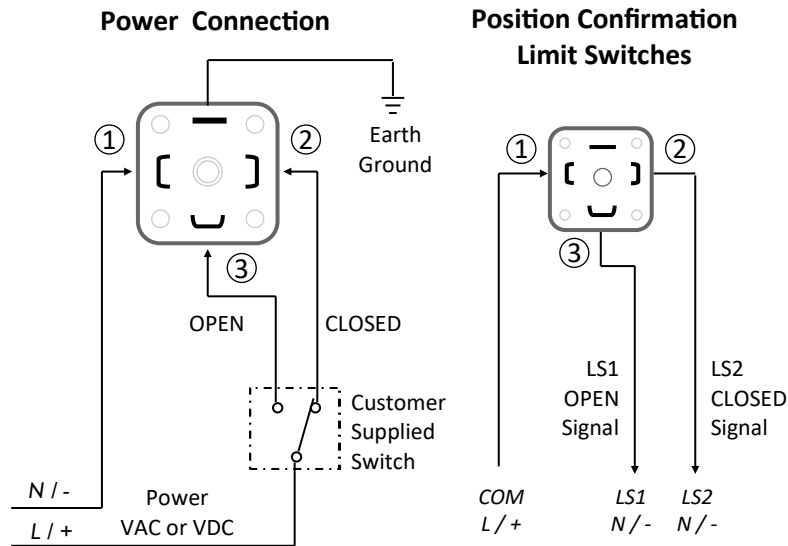 Power Connection
①
②
③
Earth
Ground
OPEN
CLOSED
Customer
Supplied
Switch
N / -
L / +
Power
VAC or VDC
Position Confirmation
Limit Switches
①
②
③
LS1
OPEN
Signal
LS2
CLOSED
Signal
COM
L / +
LS1
N / -
LS2
N / -